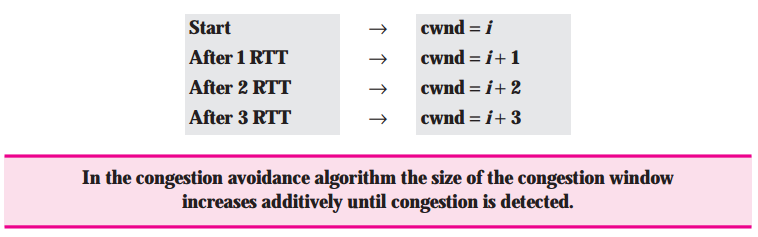 Start → cwnd = i
After 1 RTT → cwnd = i + 1
After 2 RTT → cwnd = i + 2
After 3 RTT → cwnd = i + 3
In the congestion avoidance algorithm the size of the congestion window
increases additively until congestion is detected.